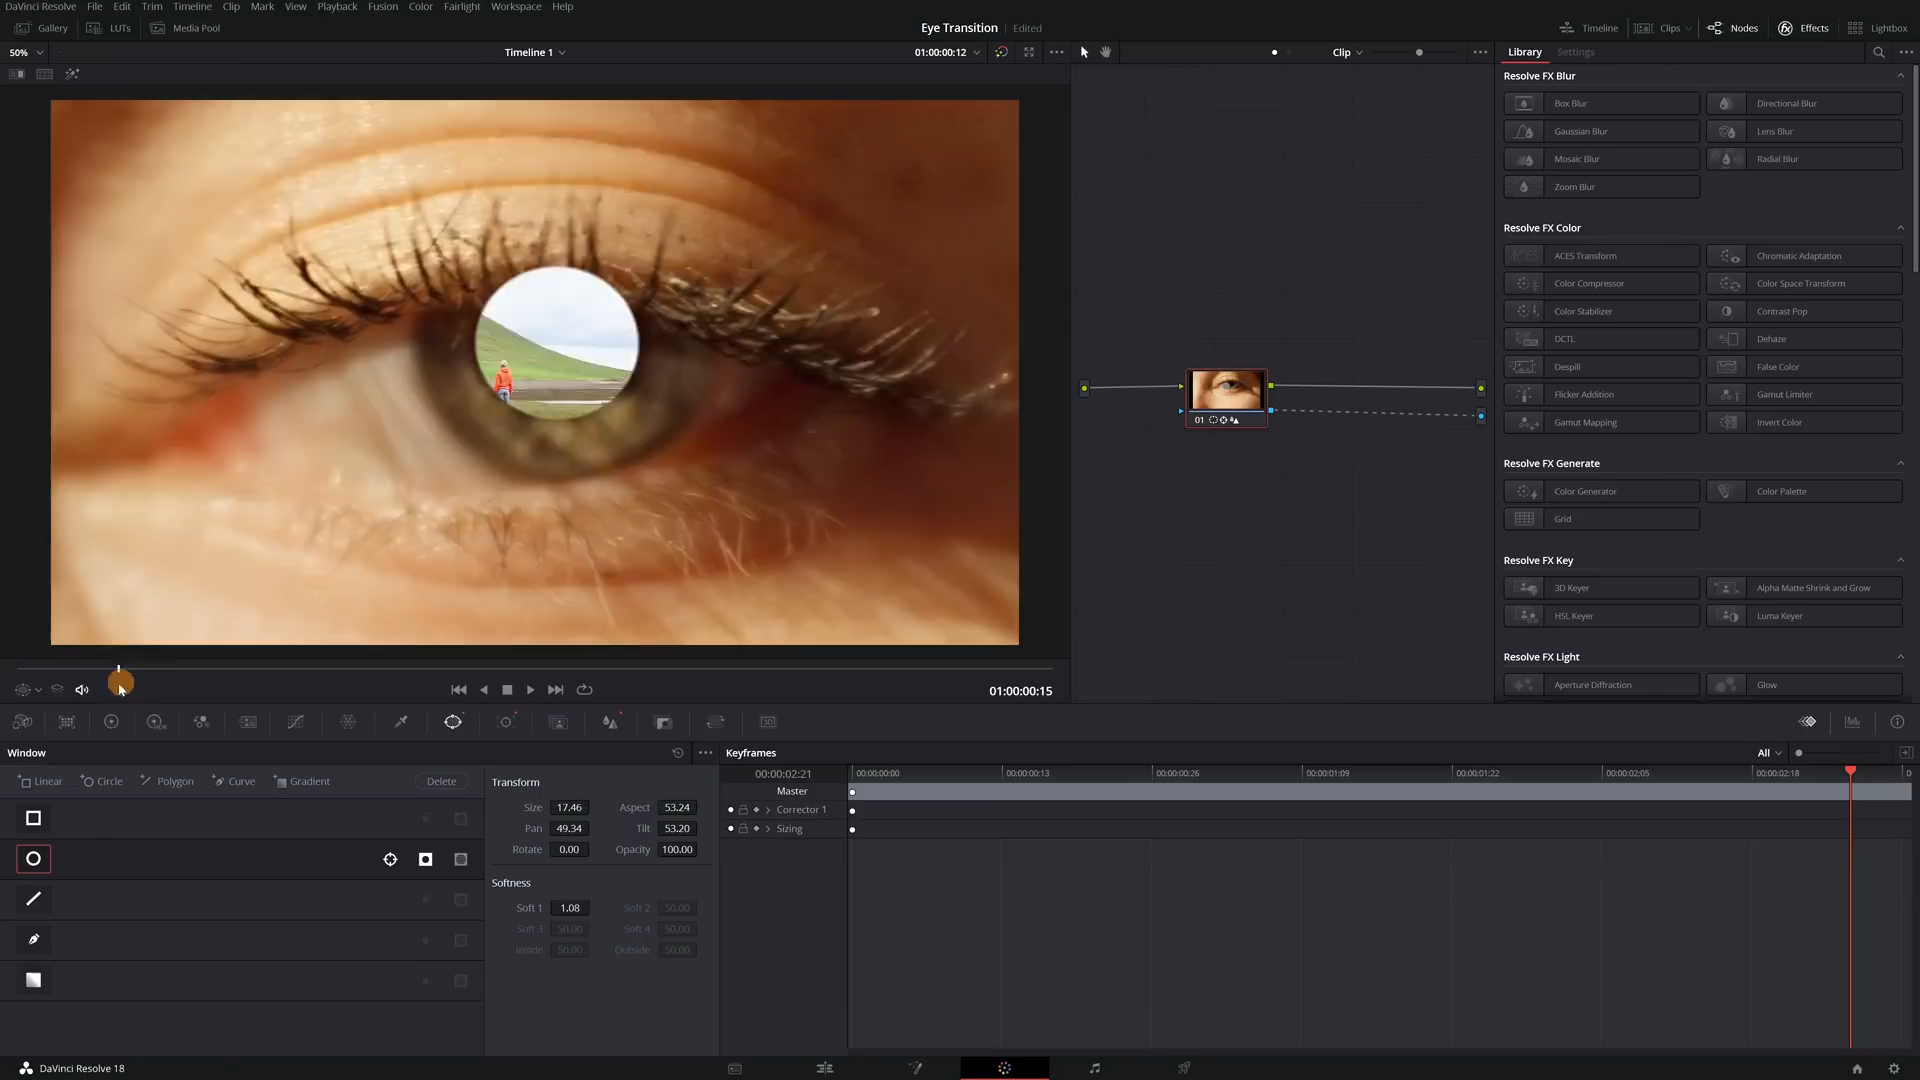 DaVinci Resolve File Edit Trim Timeline Clip Mark View Playback Fusion Color Fairlight Workspace Help
Gallery LUTs Media Pool Eye Transition Edited Timeline Clips Nodes Effects Lightbox
50% Timeline 1 01:00:00:12 Clip Library Settings
Resolve FX Blur
Box Blur Directional Blur
Gaussian Blur Lens Blur
Mosaic Blur Radial Blur
Zoom Blur
Resolve FX Color
ACES Transform Chromatic Adaptation
Color Compressor Color Space Transform
Color Stabilizer Contrast Pop
DCTL Dehaze
Despill False Color
Flicker Addition Gamut Limiter
Gamut Mapping Invert Color
01
Resolve FX Generate
Color Generator Color Palette
Grid
Resolve FX Key
3D Keyer Alpha Matte Shrink and Grow
HSL Keyer Luma Keyer
Resolve FX Light
Aperture Diffraction Glow
01:00:00:15
Window Keyframes All
Linear Circle Polygon Curve Gradient Delete
Transform
Size 17.46 Aspect 53.24
Pan 49.34 Tilt 53.20
Rotate 0.00 Opacity 100.00
Softness
Soft 1 1.08 Soft 2 50.00
Soft 3 50.00 Soft 4 50.00
Inside 50.00 Outside 50.00
00:00:02:21 00:00:00:00 00:00:00:13 00:00:00:26 00:00:01:09 00:00:01:22 00:00:02:05 00:00:02:18
Master
Corrector 1
Sizing
DaVinci Resolve 18